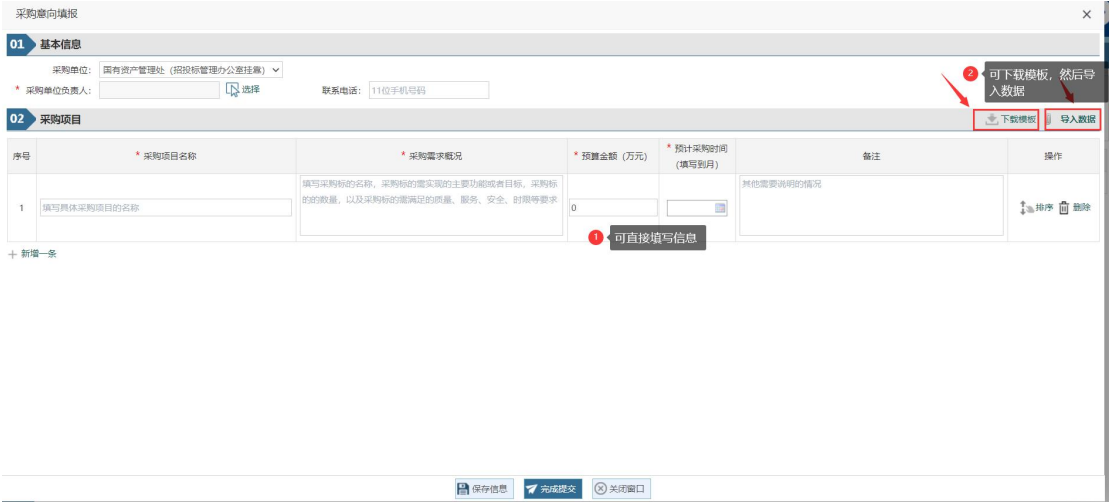 采购意向填报
01 基本信息
采购单位： 国有资产管理处（招投标管理办公室挂靠）
* 采购单位负责人： 选择 联系电话： 11位手机号码
2 可下载模板，然后导
入数据
02 采购项目 下载模板 导入数据
序号 * 采购项目名称 * 采购需求概况 * 预算金额（万元） * 预计采购时间
（填写到月） 备注 操作
填写采购标的名称，采购标的需实现的主要功能或者目标，采购标
的的数量，以及采购标的需满足的质量、服务、安全、时限等要求
其他需要说明的情况
1 填写具体采购项目的名称 0 排序 删除
1 可直接填写信息
新增一条
保存信息 完成提交 关闭窗口